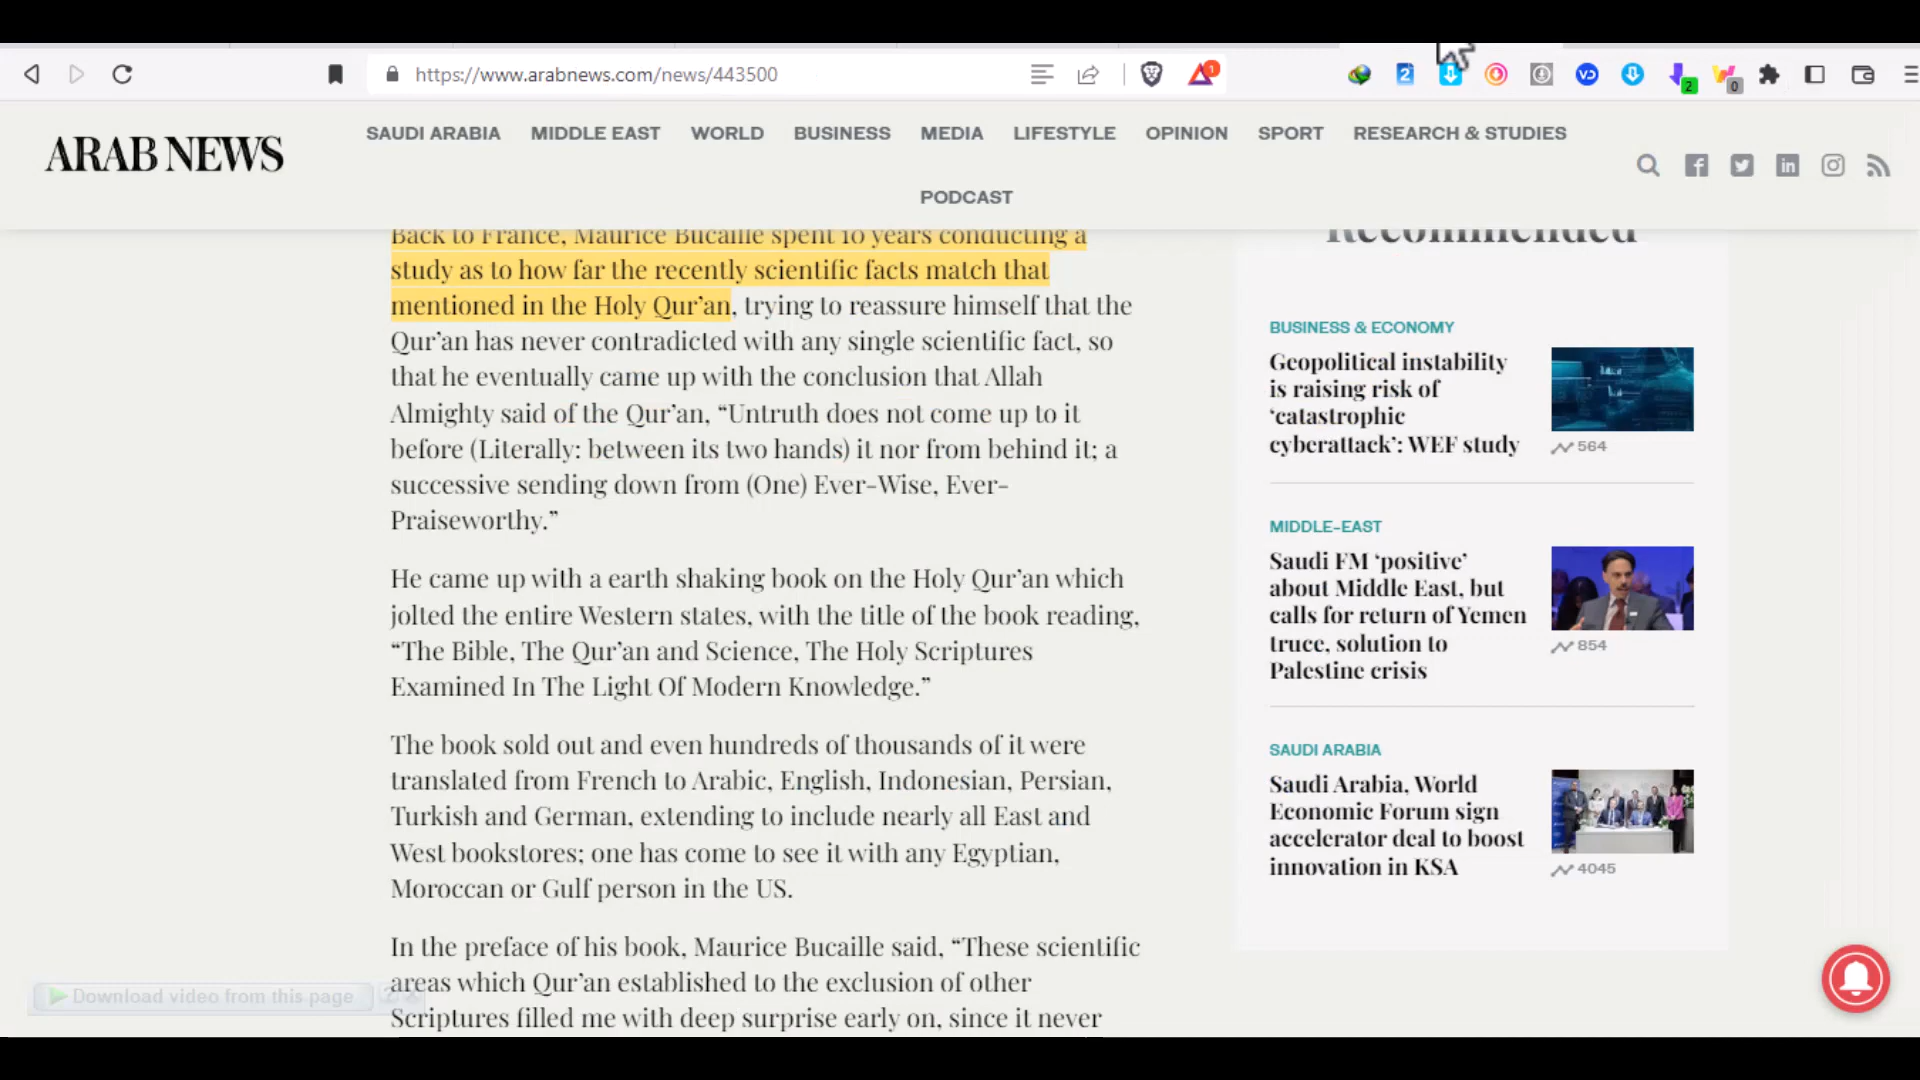 https://www.arabnews.com/news/443500
1
2
2
0
ARAB NEWS
SAUDI ARABIA MIDDLE EAST WORLD BUSINESS MEDIA LIFESTYLE OPINION SPORT RESEARCH & STUDIES
PODCAST
Back to France, Maurice Bucaille spent 10 years conducting a
study as to how far the recently scientific facts match that
mentioned in the Holy Qur’an, trying to reassure himself that the
Qur’an has never contradicted with any single scientific fact, so
that he eventually came up with the conclusion that Allah
Almighty said of the Qur’an, “Untruth does not come up to it
before (Literally: between its two hands) it nor from behind it; a
successive sending down from (One) Ever-Wise, Ever-
Praiseworthy.”
He came up with a earth shaking book on the Holy Qur’an which
jolted the entire Western states, with the title of the book reading,
“The Bible, The Qur’an and Science, The Holy Scriptures
Examined In The Light Of Modern Knowledge.”
The book sold out and even hundreds of thousands of it were
translated from French to Arabic, English, Indonesian, Persian,
Turkish and German, extending to include nearly all East and
West bookstores; one has come to see it with any Egyptian,
Moroccan or Gulf person in the US.
In the preface of his book, Maurice Bucaille said, “These scientific
areas which Qur’an established to the exclusion of other
Scriptures filled me with deep surprise early on, since it never
Download video from this page
Recommended
BUSINESS & ECONOMY
Geopolitical instability
is raising risk of
‘catastrophic
cyberattack’: WEF study
564
MIDDLE-EAST
Saudi FM ‘positive’
about Middle East, but
calls for return of Yemen
truce, solution to
Palestine crisis
854
SAUDI ARABIA
Saudi Arabia, World
Economic Forum sign
accelerator deal to boost
innovation in KSA
4045